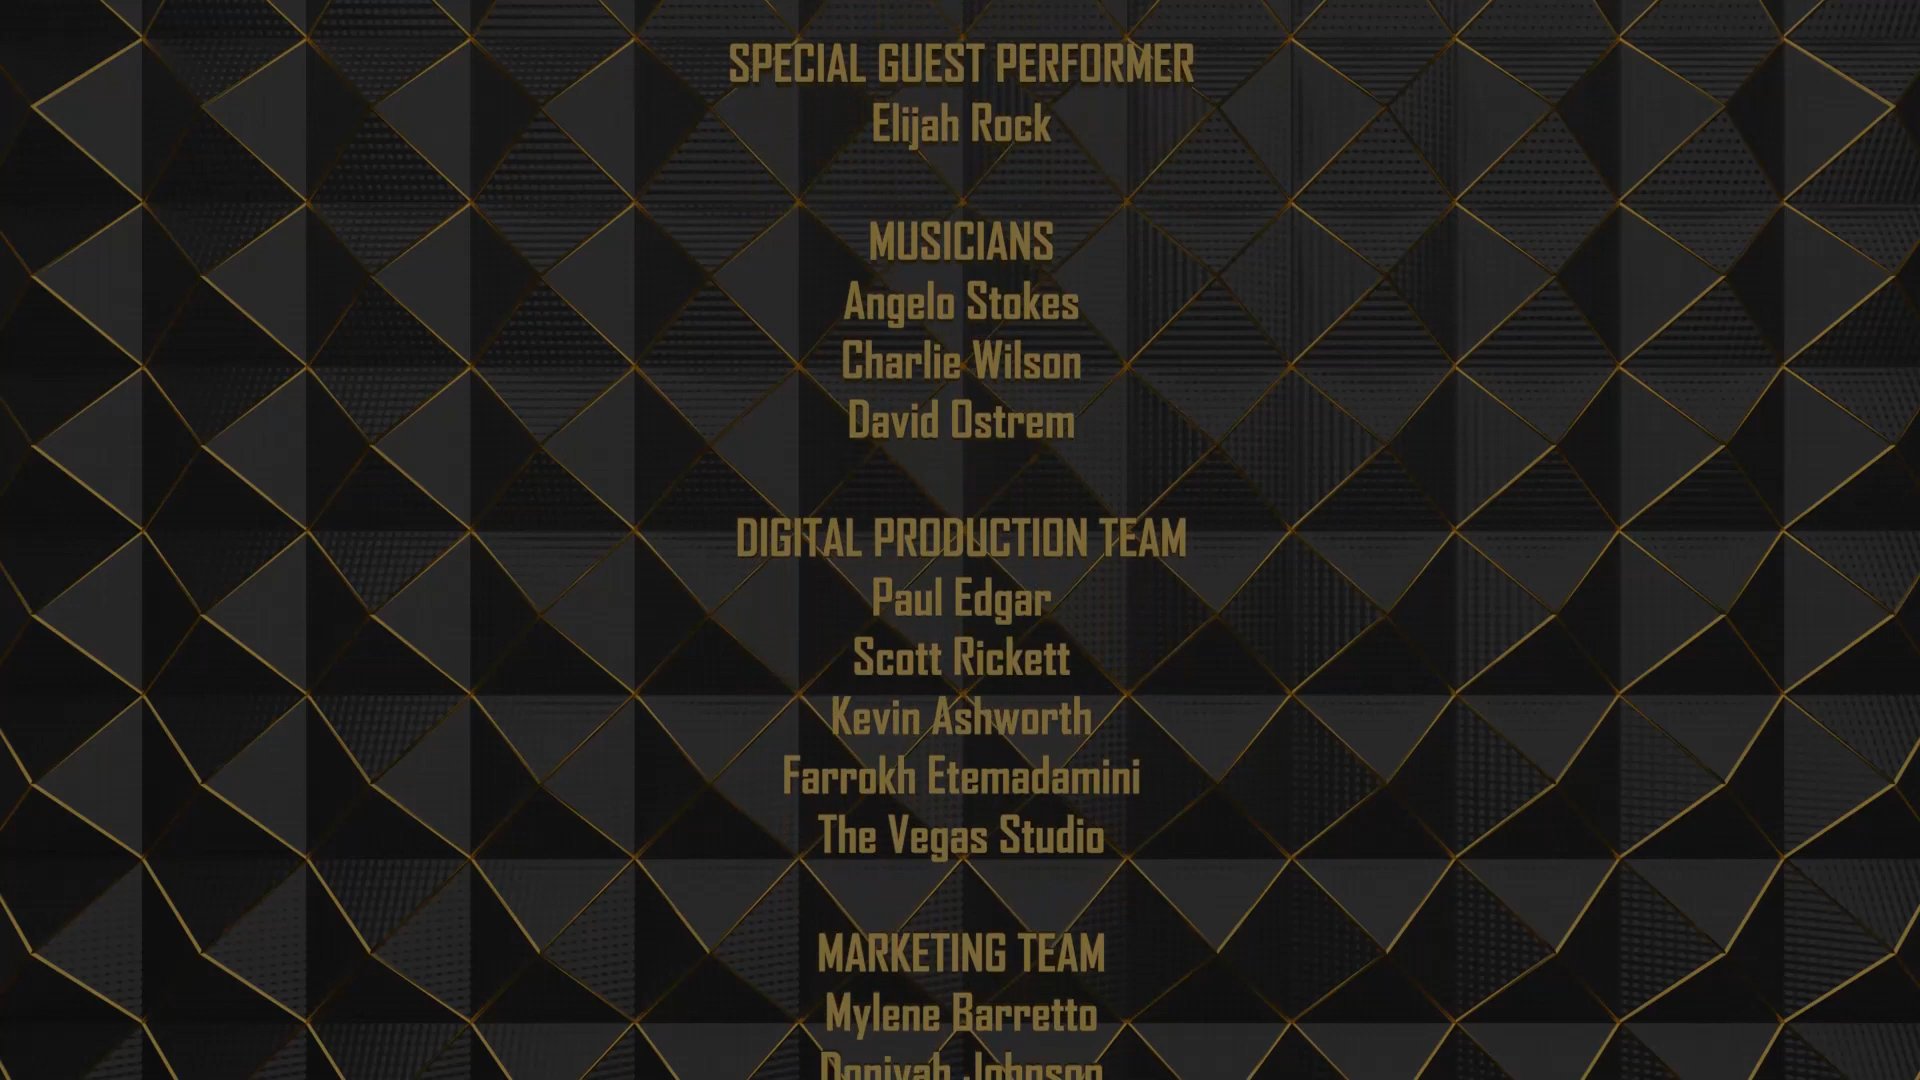 SPECIAL GUEST PERFORMER
Elijah Rock
MUSICIANS
Angelo Stokes
Charlie Wilson
David Ostrem
DIGITAL PRODUCTION TEAM
Paul Edgar
Scott Rickett
Kevin Ashworth
Farrokh Etemadamini
The Vegas Studio
MARKETING TEAM
Mylene Barretto
Johnson